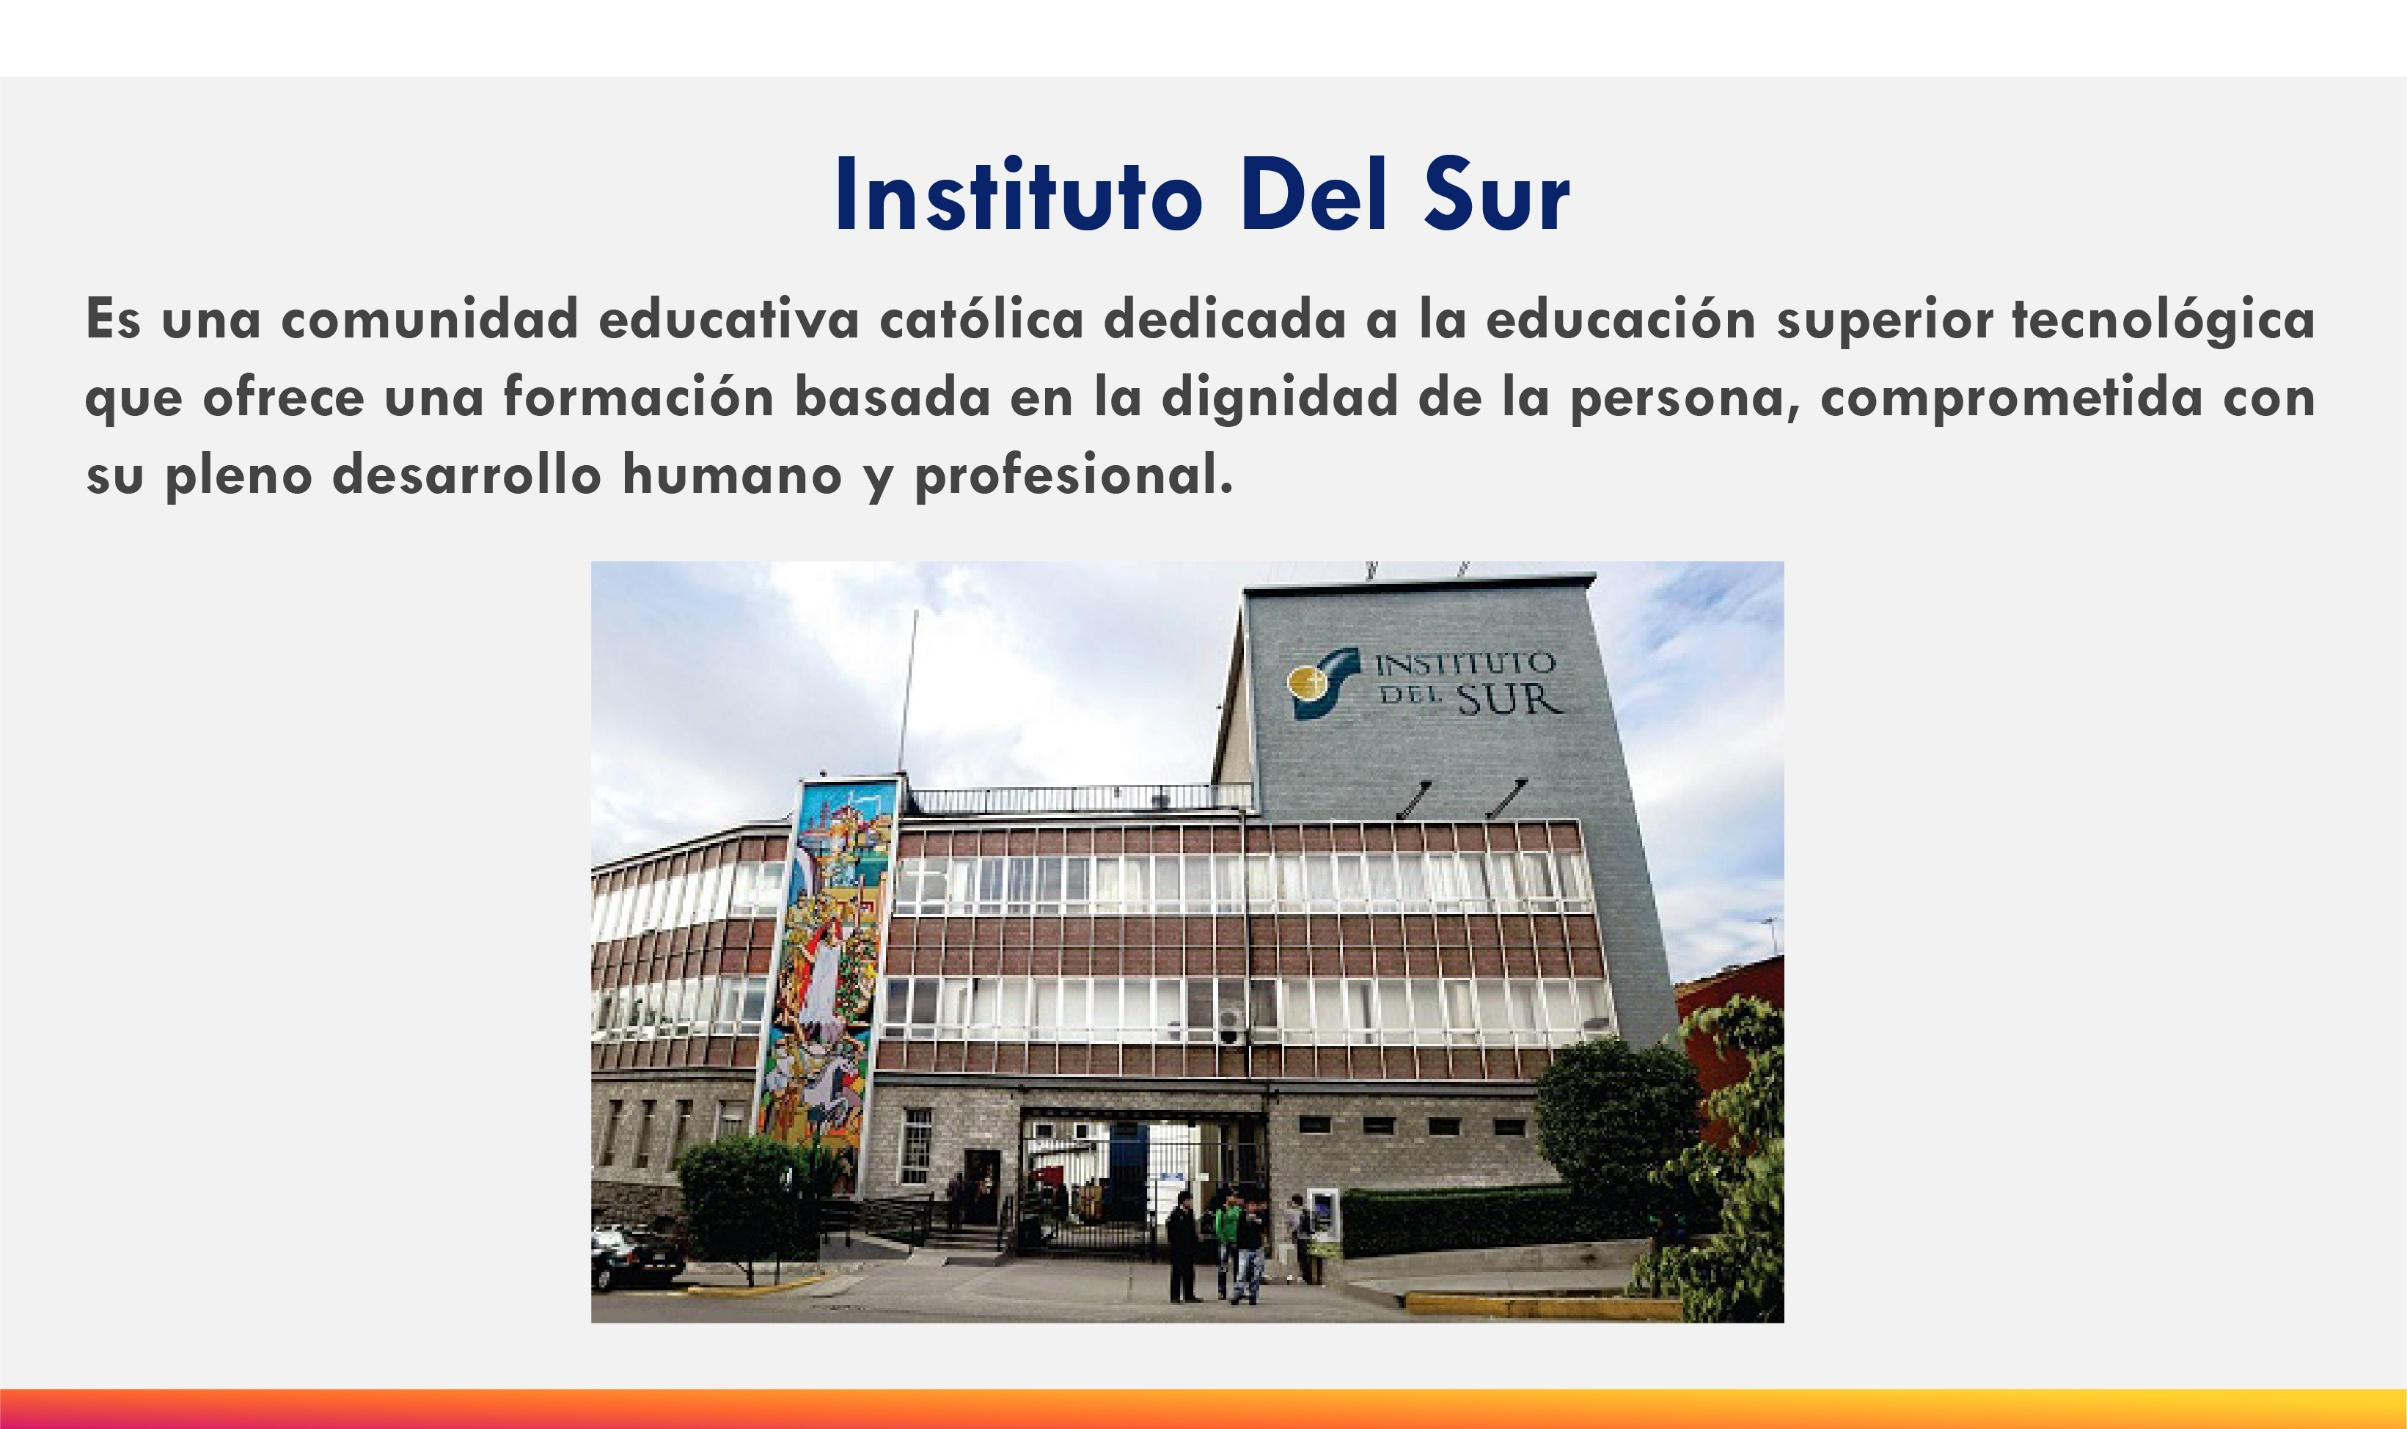 Instituto Del Sur
Es una comunidad educativa católica dedicada a la educación superior tecnológica
que ofrece una formación basada en la dignidad de la persona, comprometida con
su pleno desarrollo humano y profesional.
INSTITUTO
DEL SUR